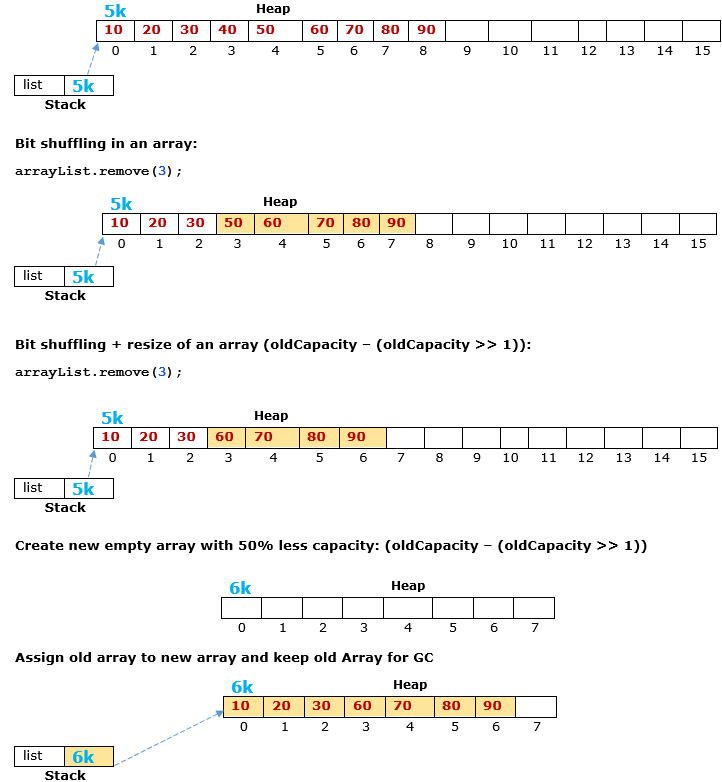 Heap
5k
10 20 30 40 50 60 70 80 90
0 1 2 3 4 5 6 7 8 9 10 11 12 13 14 15
list 5k
Stack
Bit shuffling in an array:
arrayList.remove(3);
Heap
5k
10 20 30 50 60 70 80 90
0 1 2 3 4 5 6 7 8 9 10 11 12 13 14 15
list 5k
Stack
Bit shuffling + resize of an array (oldCapacity – (oldCapacity >> 1)):
arrayList.remove(3);
Heap
5k
10 20 30 60 70 80 90
0 1 2 3 4 5 6 7 8 9 10 11 12 13 14 15
list 5k
Stack
Create new empty array with 50% less capacity: (oldCapacity – (oldCapacity >> 1))
Heap
6k
0 1 2 3 4 5 6 7
Assign old array to new array and keep old Array for GC
Heap
6k
10 20 30 60 70 80 90
0 1 2 3 4 5 6 7
list 6k
Stack